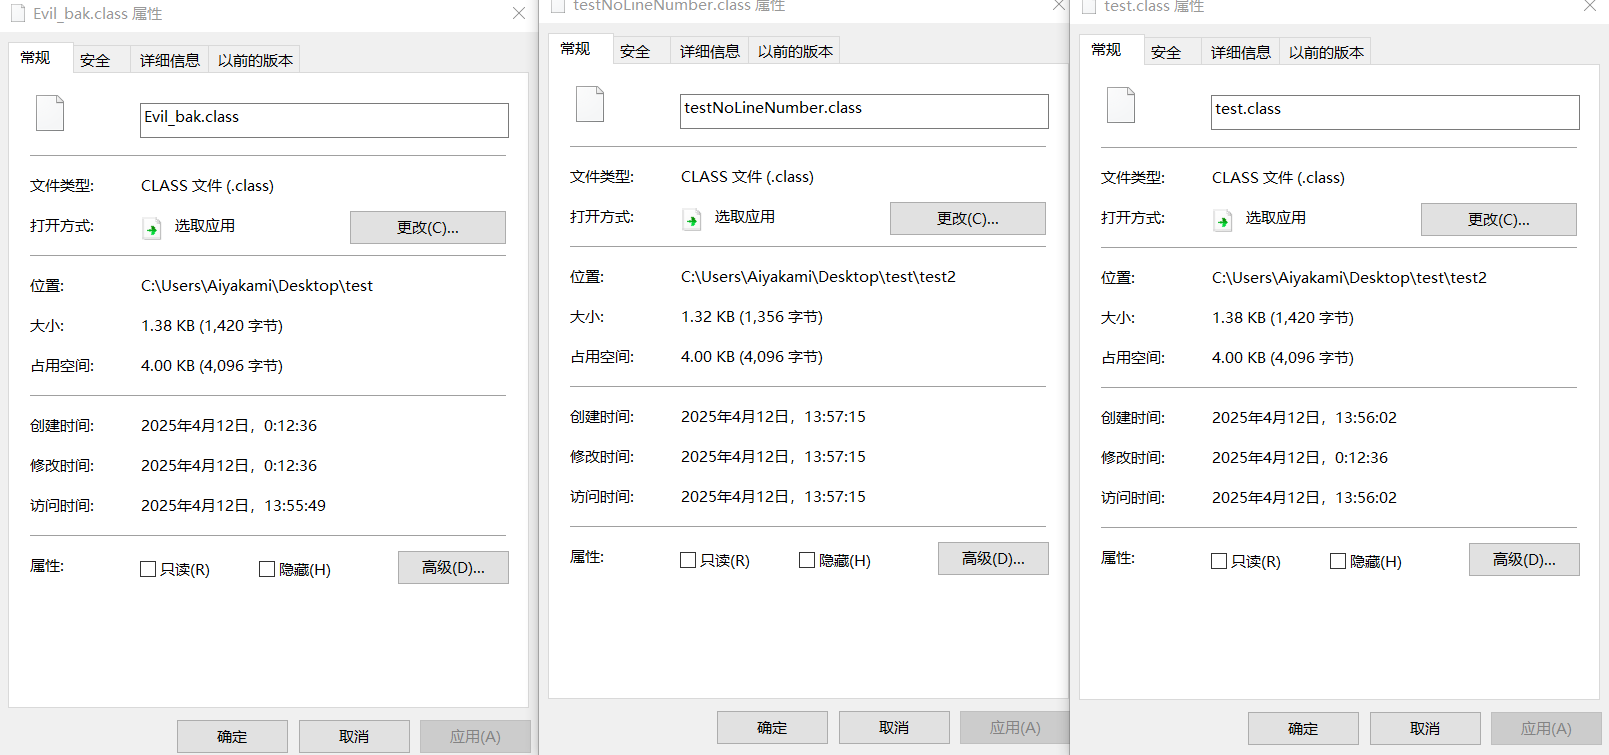 Evil_bak.class 属性
常规 安全 详细信息 以前的版本
Evil_bak.class
文件类型: CLASS 文件 (.class)
打开方式: 选取应用 更改(C)...
位置: C:\Users\Aiyakami\Desktop\test
大小: 1.38 KB (1,420 字节)
占用空间: 4.00 KB (4,096 字节)
创建时间: 2025年4月12日，0:12:36
修改时间: 2025年4月12日，0:12:36
访问时间: 2025年4月12日，13:55:49
属性: 只读(R) 隐藏(H) 高级(D)...
确定 取消 应用(A)
testNoLineNumber.class 属性
常规 安全 详细信息 以前的版本
testNoLineNumber.class
文件类型: CLASS 文件 (.class)
打开方式: 选取应用 更改(C)...
位置: C:\Users\Aiyakami\Desktop\test\test2
大小: 1.32 KB (1,356 字节)
占用空间: 4.00 KB (4,096 字节)
创建时间: 2025年4月12日，13:57:15
修改时间: 2025年4月12日，13:57:15
访问时间: 2025年4月12日，13:57:15
属性: 只读(R) 隐藏(H) 高级(D)...
确定 取消 应用(A)
test.class 属性
常规 安全 详细信息 以前的版本
test.class
文件类型: CLASS 文件 (.class)
打开方式: 选取应用 更改(C)...
位置: C:\Users\Aiyakami\Desktop\test\test2
大小: 1.38 KB (1,420 字节)
占用空间: 4.00 KB (4,096 字节)
创建时间: 2025年4月12日，13:56:02
修改时间: 2025年4月12日，0:12:36
访问时间: 2025年4月12日，13:56:02
属性: 只读(R) 隐藏(H) 高级(D)...
确定 取消 应用(A)